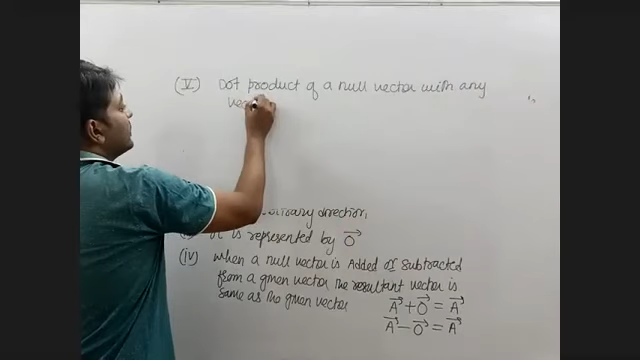 (V) Dot product of a null vector with any
vec
arbitrary direction,
It is represented by O⃗
(iv) when a null vector is Added or subtracted
from a given vector the resultant vector is
same as the given vector
A⃗ + O⃗ = A⃗
A⃗ − O⃗ = A⃗